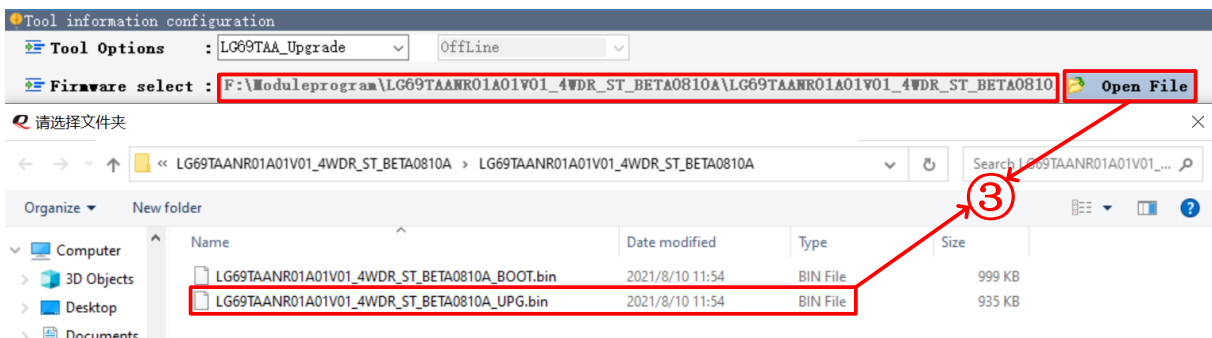 Tool information configuration
Tool Options : LG69TAA_Upgrade OffLine
Firmware select : F:\Moduleprogram\LG69TAANR01A01V01_4WDR_ST_BETA0810A\LG69TAANR01A01V01_4WDR_ST_BETA0810 Open File
请选择文件夹
« LG69TAANR01A01V01_4WDR_ST_BETA0810A > LG69TAANR01A01V01_4WDR_ST_BETA0810A Search LG69TAANR01A01V01_...
③
Organize New folder
Name Date modified Type Size
Computer
3D Objects LG69TAANR01A01V01_4WDR_ST_BETA0810A_BOOT.bin 2021/8/10 11:54 BIN File 999 KB
Desktop LG69TAANR01A01V01_4WDR_ST_BETA0810A_UPG.bin 2021/8/10 11:54 BIN File 935 KB
Documents